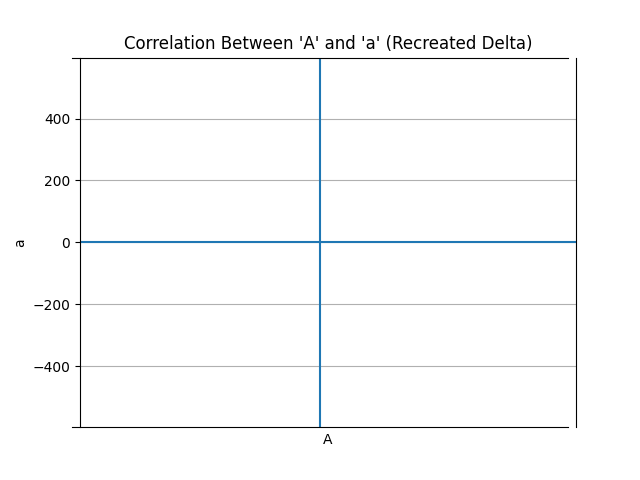 Correlation Between 'A' and 'a' (Recreated Delta)
400
200
0
−200
−400
a
A